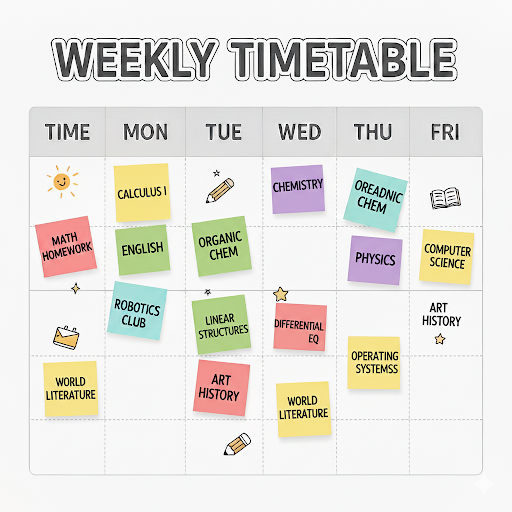 WEEKLY TIMETABLE
TIME MON TUE WED THU FRI
CALCULUS I
CHEMISTRY
OREADNIC
CHEM
MATH
HOMEWORK
ENGLISH
ORGANIC
CHEM
PHYSICS
COMPUTER
SCIENCE
ROBOTICS
CLUB
LINEAR
STRUCTURES
DIFFERENTIAL
EQ
ART
HISTORY
OPERATING
SYSTEMSS
WORLD
LITERATURE
ART
HISTORY
WORLD
LITERATURE